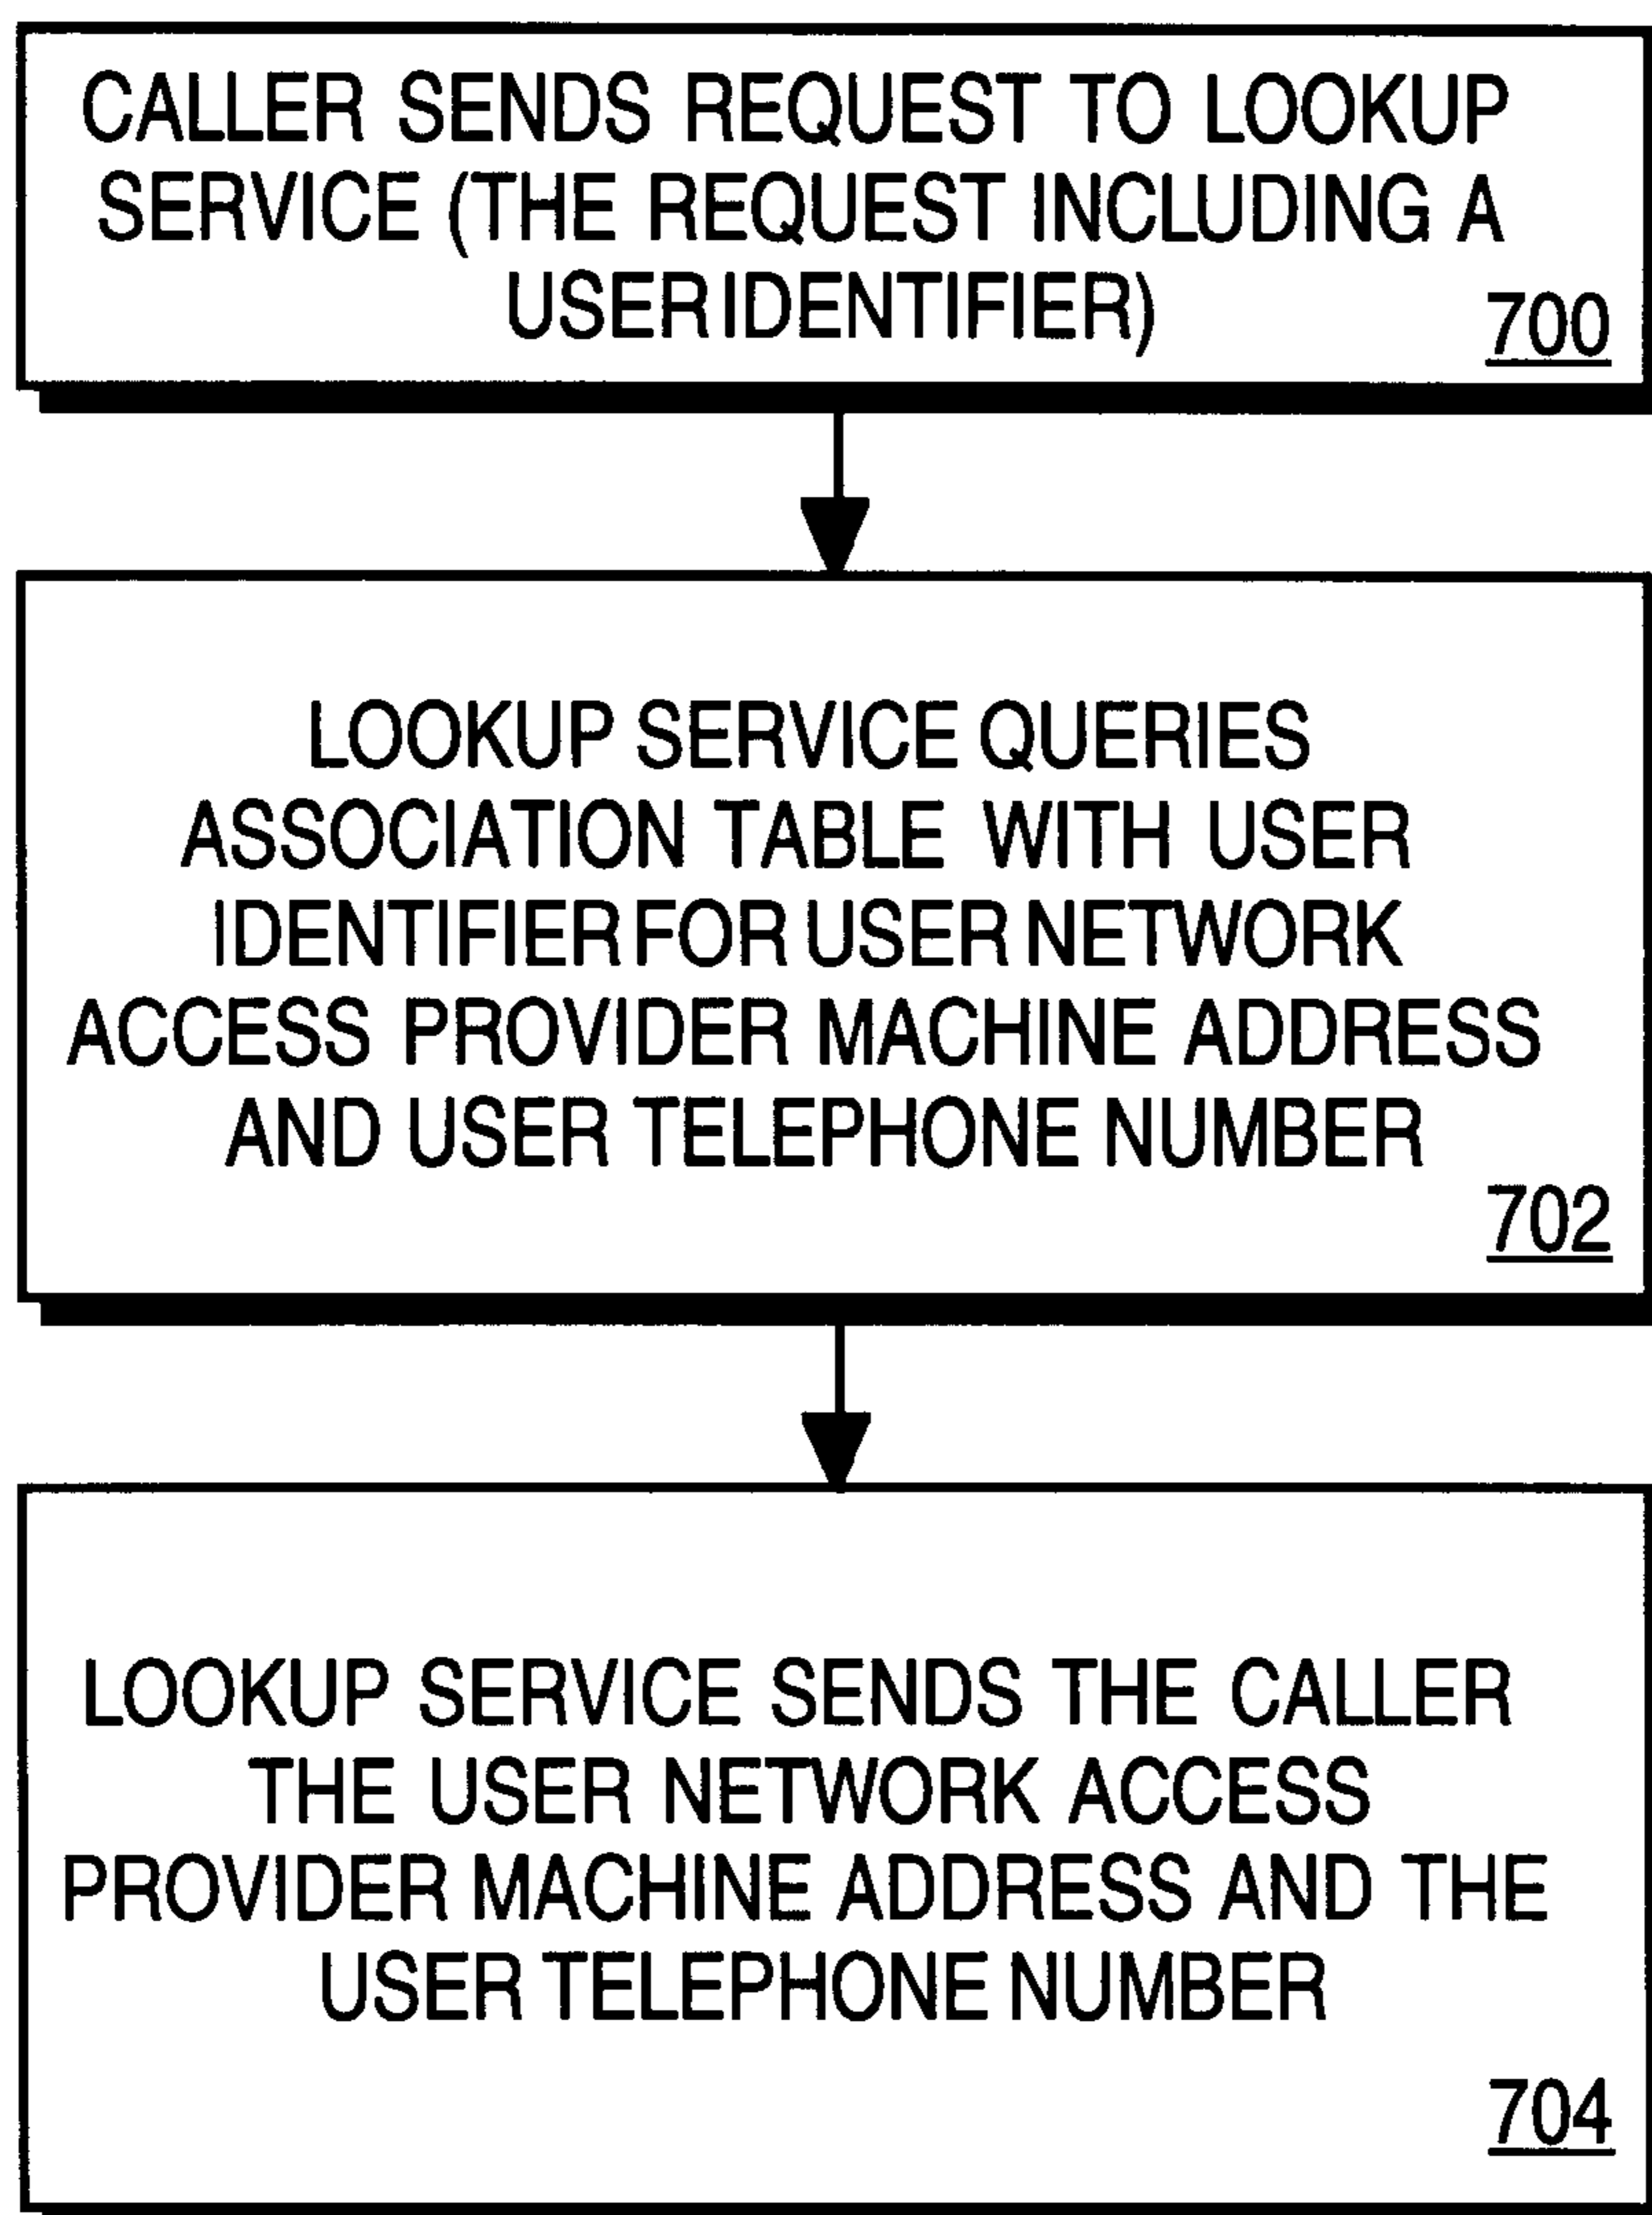 CALLER SENDS REQUEST TO LOOKUP
SERVICE (THE REQUEST INCLUDING A
USER IDENTIFIER)
700
LOOKUP SERVICE QUERIES
ASSOCIATION TABLE WITH USER
IDENTIFIER FOR USER NETWORK
ACCESS PROVIDER MACHINE ADDRESS
AND USER TELEPHONE NUMBER
702
LOOKUP SERVICE SENDS THE CALLER
THE USER NETWORK ACCESS
PROVIDER MACHINE ADDRESS AND THE
USER TELEPHONE NUMBER
704